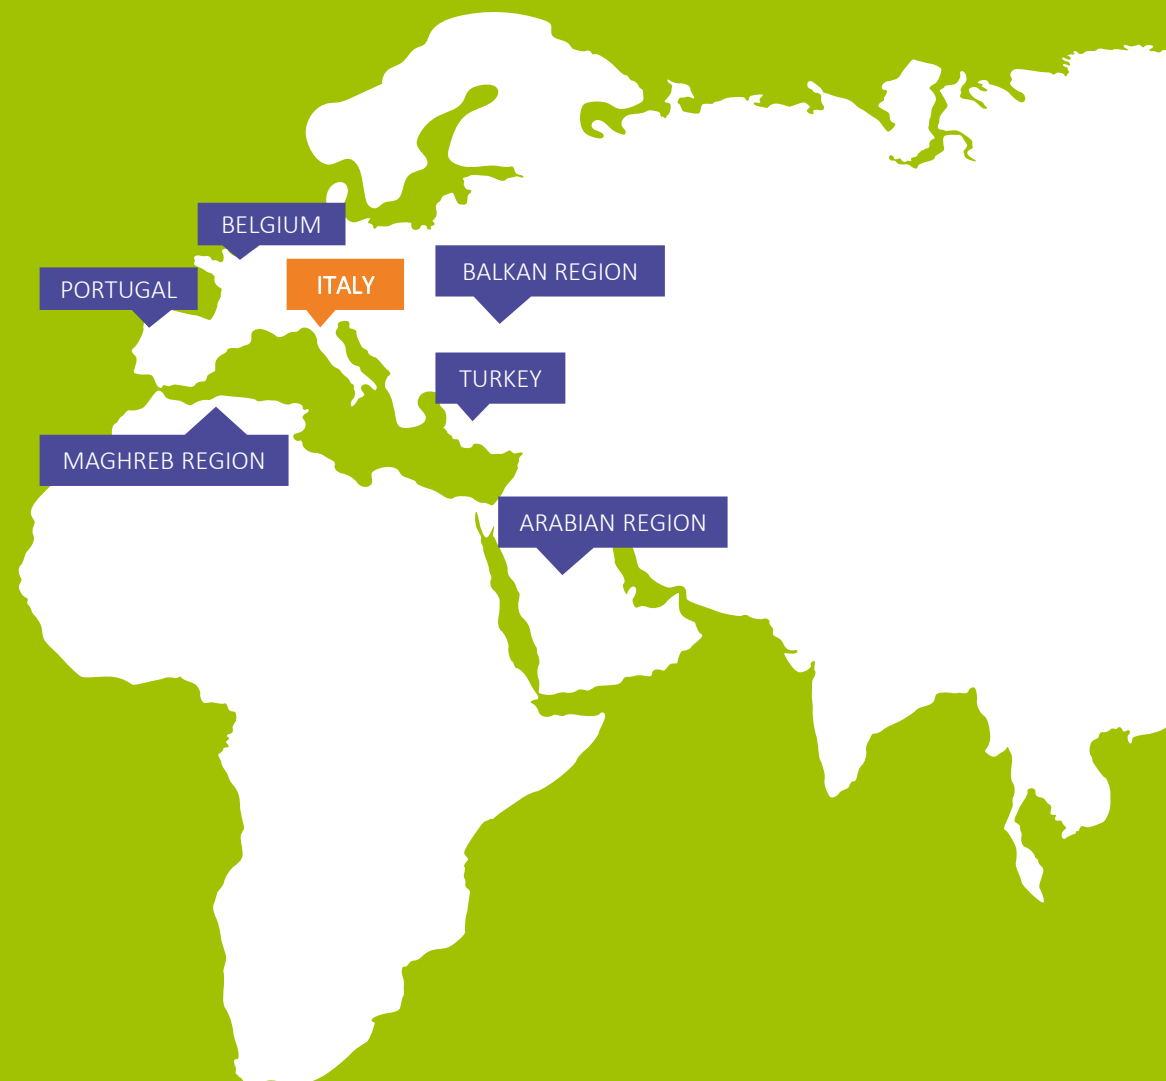 BELGIUM
PORTUGAL
ITALY
BALKAN REGION
TURKEY
MAGHREB REGION
ARABIAN REGION